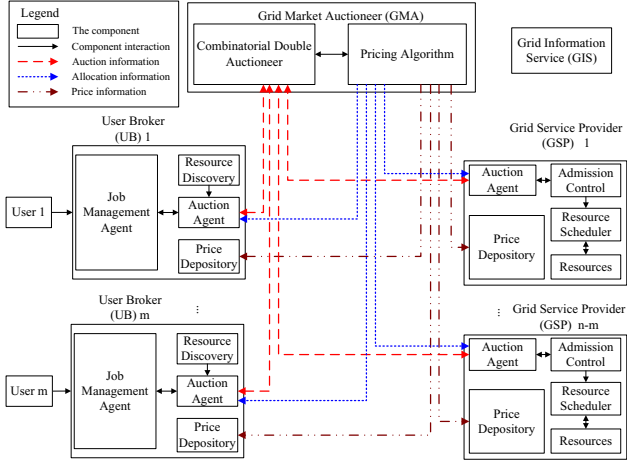 Legend
The component
Component interaction
Auction information
Allocation information
Price information
Grid Market Auctioneer (GMA)
Combinatorial Double
Auctioneer
Pricing Algorithm
Grid Information
Service (GIS)
User Broker
(UB) 1
Resource
Discovery
Job
Management
Agent
Auction
Agent
Price
Depository
User 1
Grid Service Provider
(GSP) 1
Auction
Agent
Admission
Control
Resource
Scheduler
Price
Depository
Resources
User Broker
(UB) m
...
Resource
Discovery
Job
Management
Agent
Auction
Agent
Price
Depository
User m
...
Grid Service Provider
(GSP) n-m
Auction
Agent
Admission
Control
Resource
Scheduler
Price
Depository
Resources